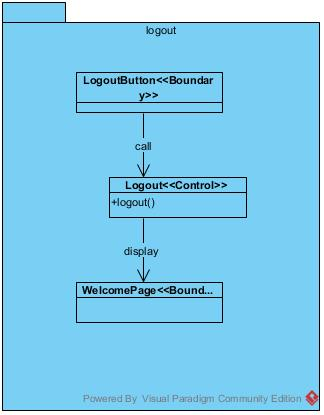 logout
LogoutButton<<Boundar
y>>
call
Logout<<Control>>
+logout()
display
WelcomePage<<Bound...
Powered By Visual Paradigm Community Edition